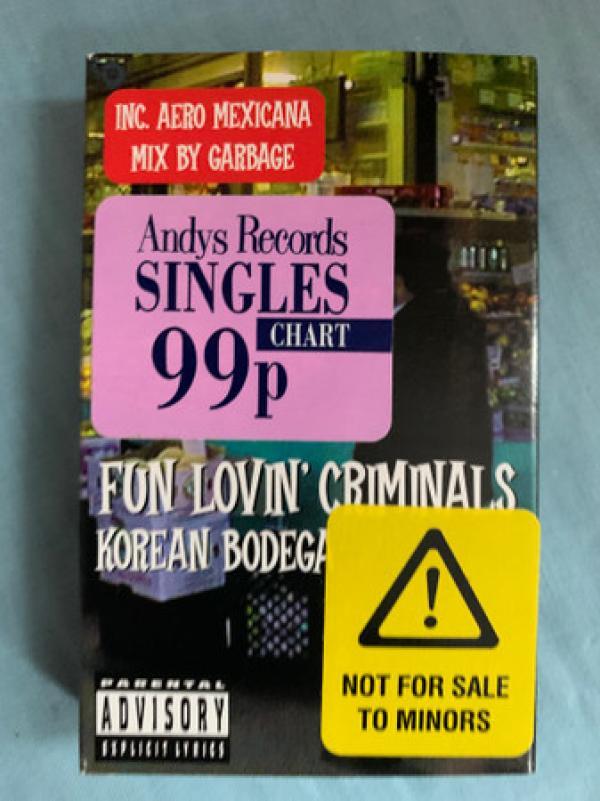 INC. AERO MEXICANA
MIX BY GARBAGE
Andys Records
SINGLES
CHART
99p
FUN LOVIN' CRIMINALS
KOREAN BODEGA
NOT FOR SALE
TO MINORS
PARENTAL
ADVISORY
EXPLICIT LYRICS